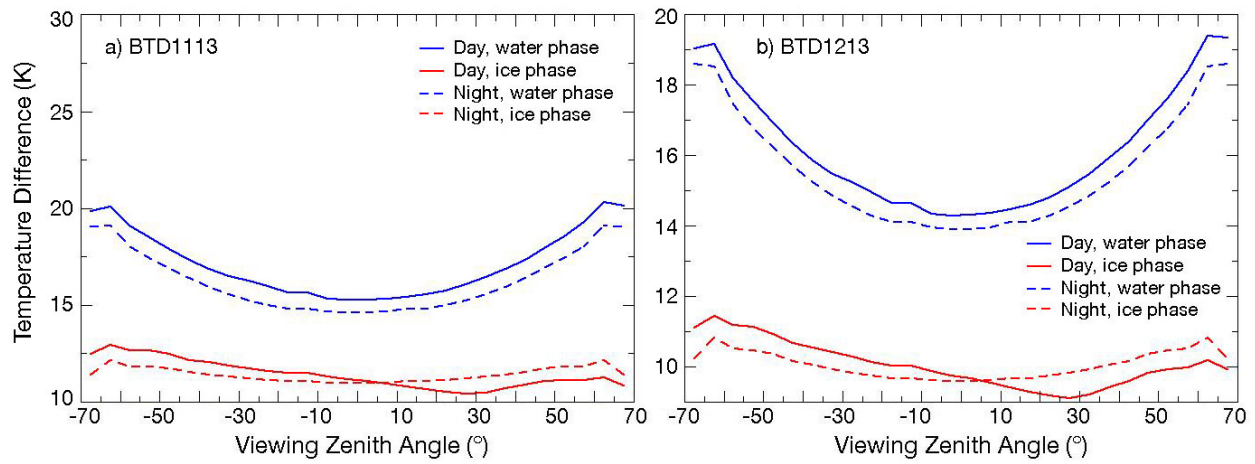 a) BTD1113
Day, water phase
Day, ice phase
Night, water phase
Night, ice phase
30
25
20
15
10
Temperature Difference (K)
-70 -50 -30 -10 10 30 50 70
Viewing Zenith Angle (°)
b) BTD1213
20
18
16
14
12
10
Day, water phase
Day, ice phase
Night, water phase
Night, ice phase
-70 -50 -30 -10 10 30 50 70
Viewing Zenith Angle (°)